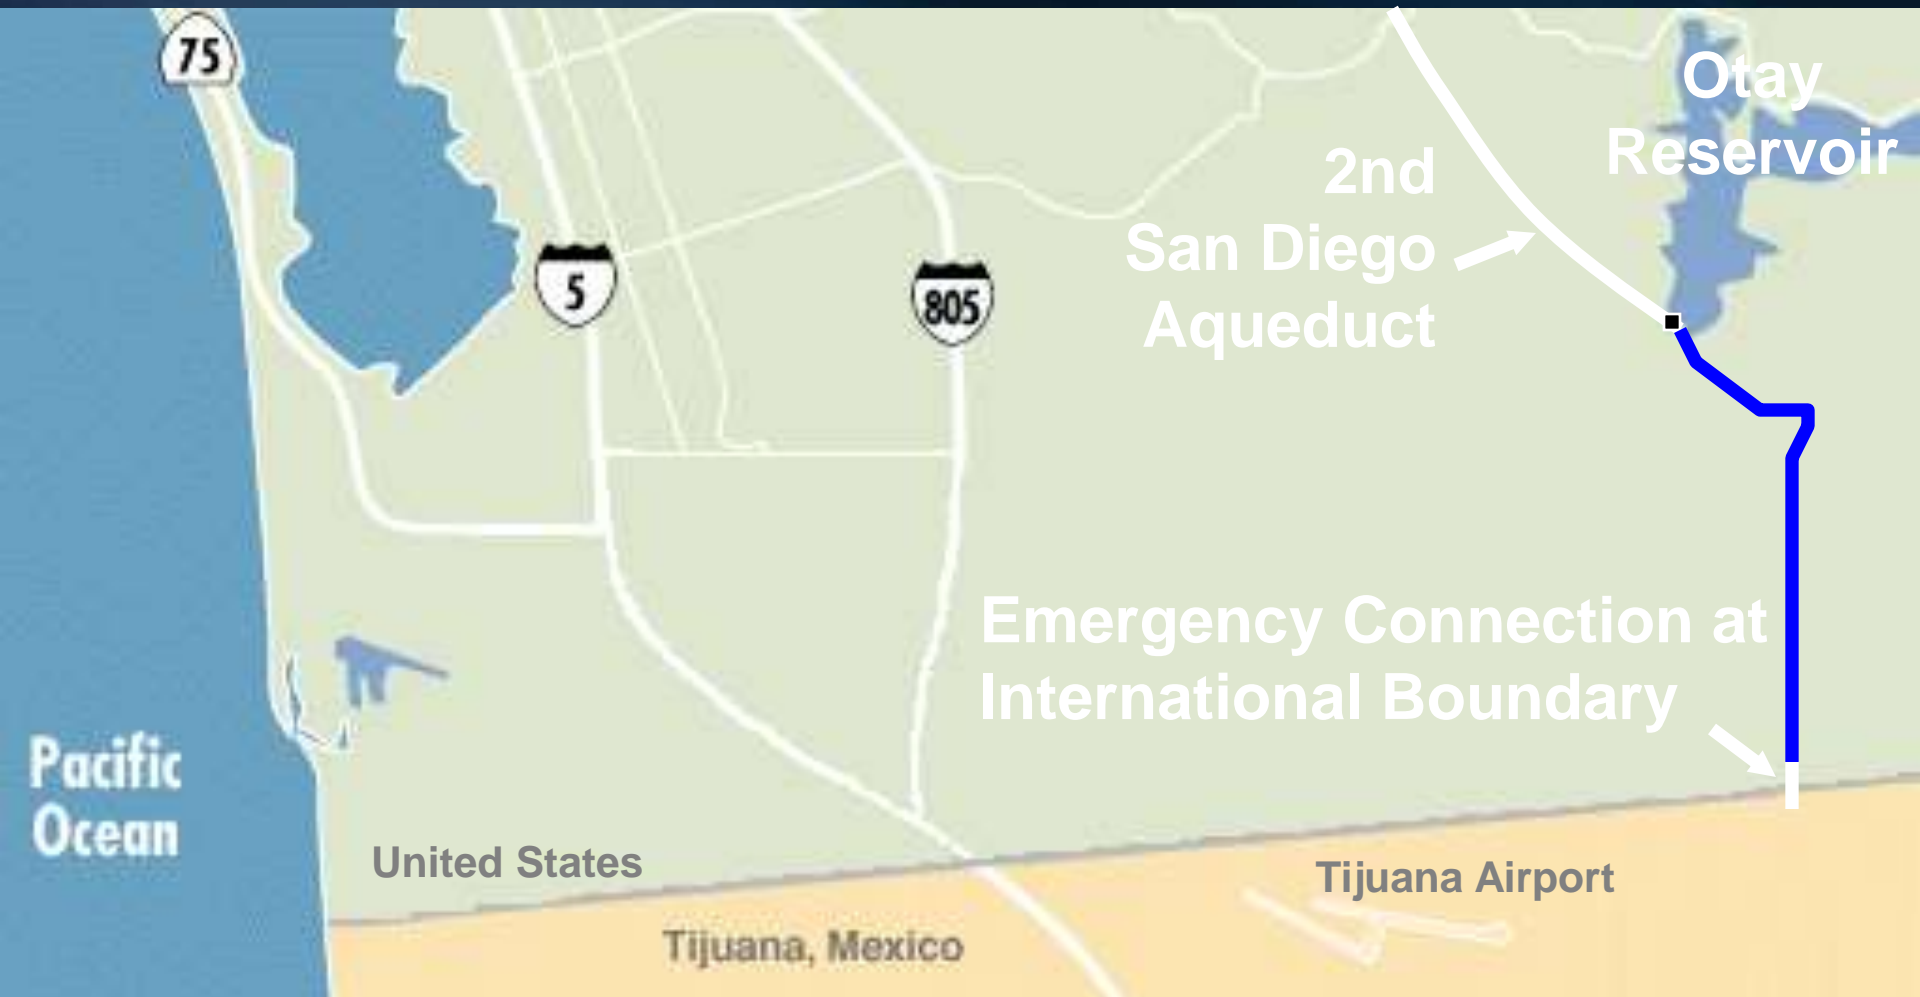 75
Otay
Reservoir
2nd
San Diego
Aqueduct
5
805
Emergency Connection at
International Boundary
Pacific
Ocean
United States
Tijuana Airport
Tijuana, Mexico